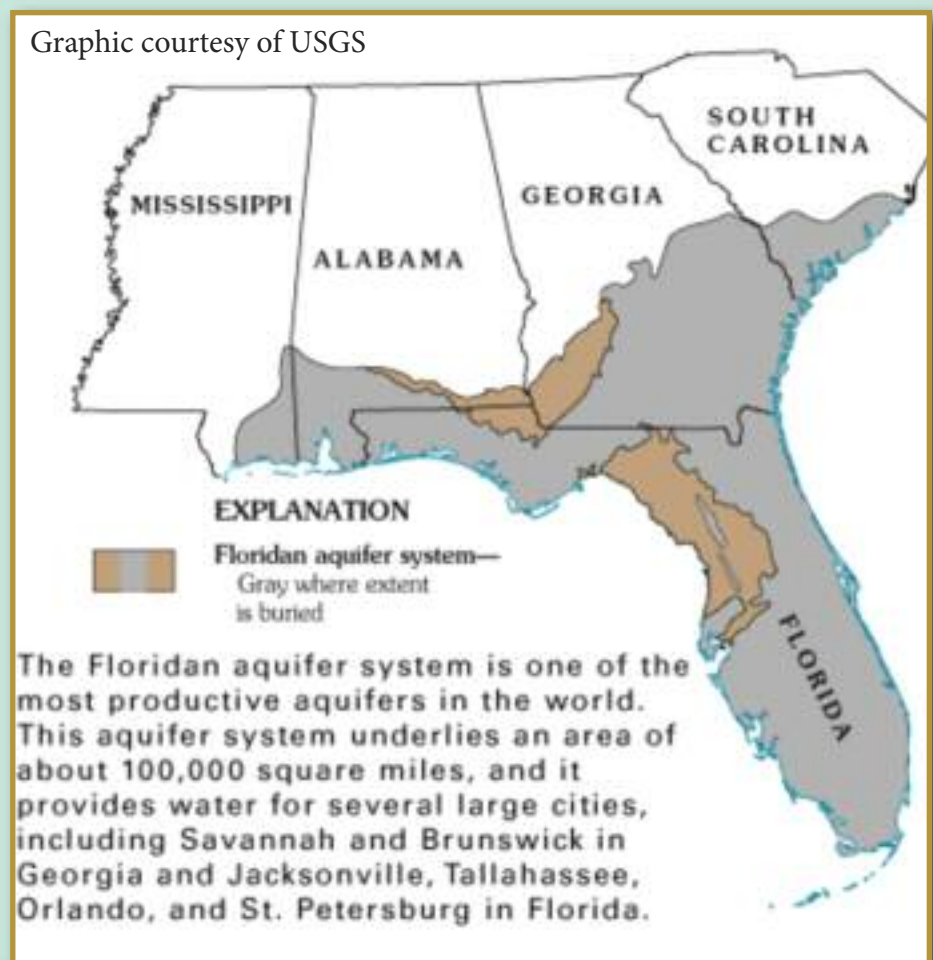 Graphic courtesy of USGS
SOUTH
CAROLINA
MISSISSIPPI
GEORGIA
ALABAMA
EXPLANATION
Floridan aquifer system—
Gray where extent
is buried
FLORIDA
The Floridan aquifer system is one of the
most productive aquifers in the world.
This aquifer system underlies an area of
about 100,000 square miles, and it
provides water for several large cities,
including Savannah and Brunswick in
Georgia and Jacksonville, Tallahassee,
Orlando, and St. Petersburg in Florida.